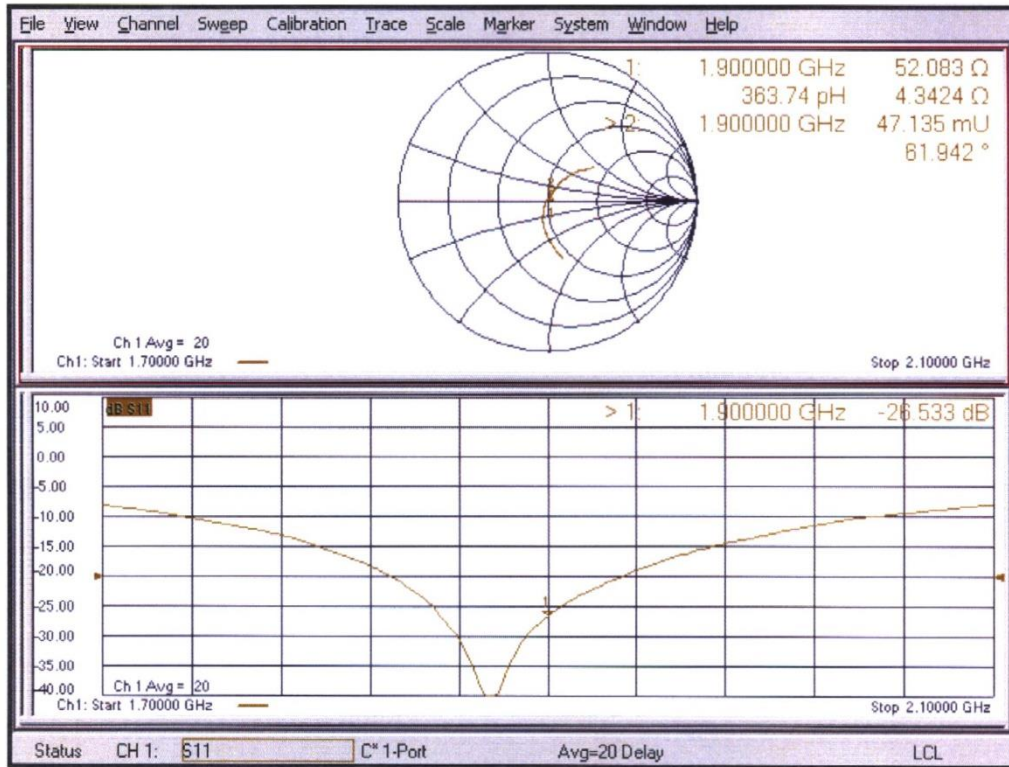 File View Channel Sweep Calibration Trace Scale Marker System Window Help
1: 1.900000 GHz 52.083 Ω
363.74 pH 4.3424 Ω
> 2: 1.900000 GHz 47.135 mU
61.942 °
Ch 1 Avg = 20
Ch1: Start 1.70000 GHz Stop 2.10000 GHz
10.00 dB S11 > 1: 1.900000 GHz -26.533 dB
5.00
0.00
-5.00
-10.00
-15.00
-20.00
-25.00 1
-30.00
-35.00
-40.00 Ch 1 Avg = 20
Ch1: Start 1.70000 GHz Stop 2.10000 GHz
Status CH 1: S11 C* 1-Port Avg=20 Delay LCL